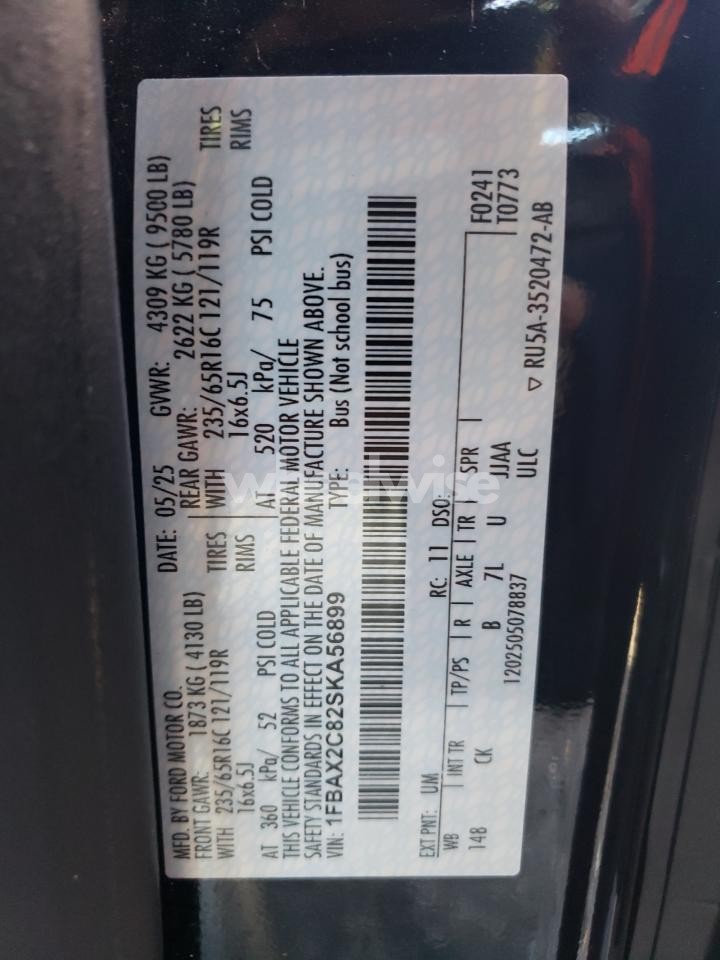 MFD. BY FORD MOTOR CO.
DATE: 05/25 GVWR: 4309 KG ( 9500 LB)
FRONT GAWR: 1873 KG ( 4130 LB) REAR GAWR: 2622 KG ( 5780 LB)
WITH 235/65R16C 121/119R TIRES WITH 235/65R16C 121/119R TIRES
16x6.5J RIMS 16x6.5J RIMS
AT 360 kPa/ 52 PSI COLD AT 520 kPa/ 75 PSI COLD
THIS VEHICLE CONFORMS TO ALL APPLICABLE FEDERAL MOTOR VEHICLE
SAFETY STANDARDS IN EFFECT ON THE DATE OF MANUFACTURE SHOWN ABOVE.
VIN: 1FBAX2C82SKA56899 TYPE: Bus (Not school bus)
EXT PNT: UM RC: 11 DSO:
WB INT TR TP/PS R AXLE TR SPR F0241
148 CK B 7L U JJAA T0773
1202505078837 ULC
▽ RU5A-3520472-AB
wheelwise